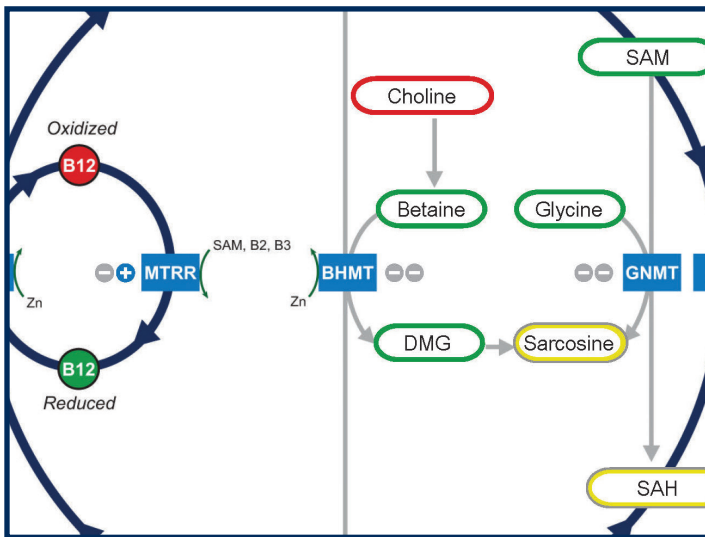 SAM
Choline
Oxidized
B12
Betaine
Glycine
SAM, B2, B3
MTRR
BHMT
GNMT
Zn
Zn
DMG
Sarcosine
B12
Reduced
SAH